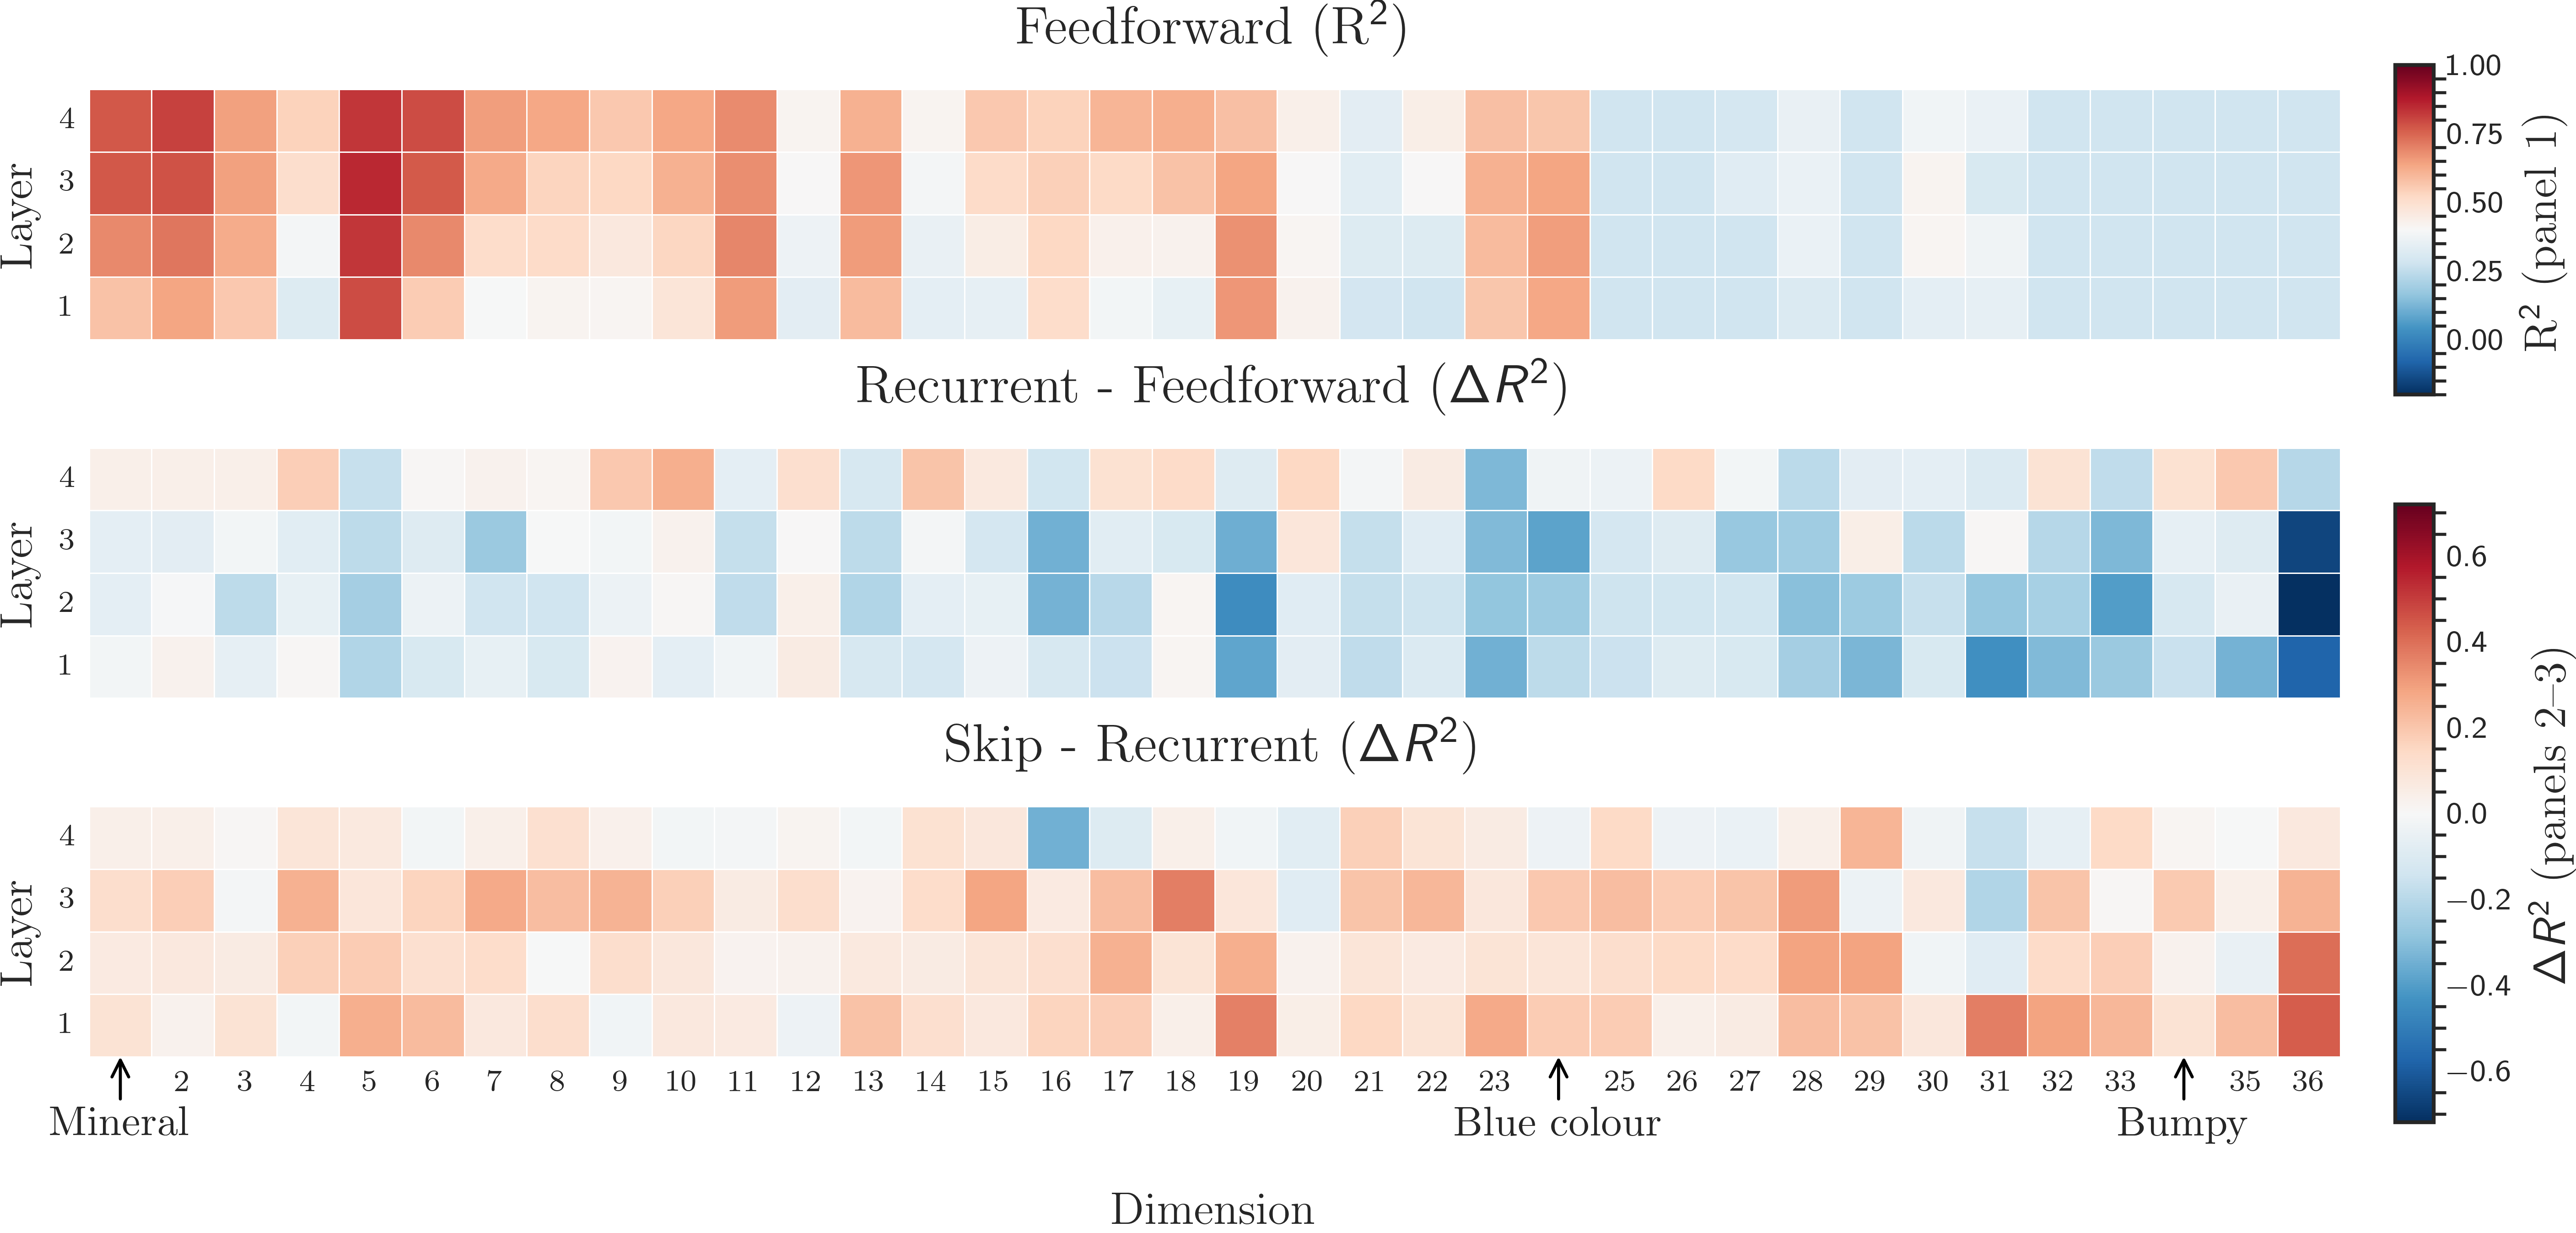 Feedforward (R²)
Layer
4
3
2
1
1.00
0.75
0.50
0.25
0.00
R² (panel 1)
Recurrent - Feedforward (ΔR²)
Layer
4
3
2
1
Skip - Recurrent (ΔR²)
Layer
4
3
2
1
0.6
0.4
0.2
0.0
−0.2
−0.4
−0.6
ΔR² (panels 2–3)
2 3 4 5 6 7 8 9 10 11 12 13 14 15 16 17 18 19 20 21 22 23 25 26 27 28 29 30 31 32 33 35 36
Mineral Blue colour Bumpy
Dimension